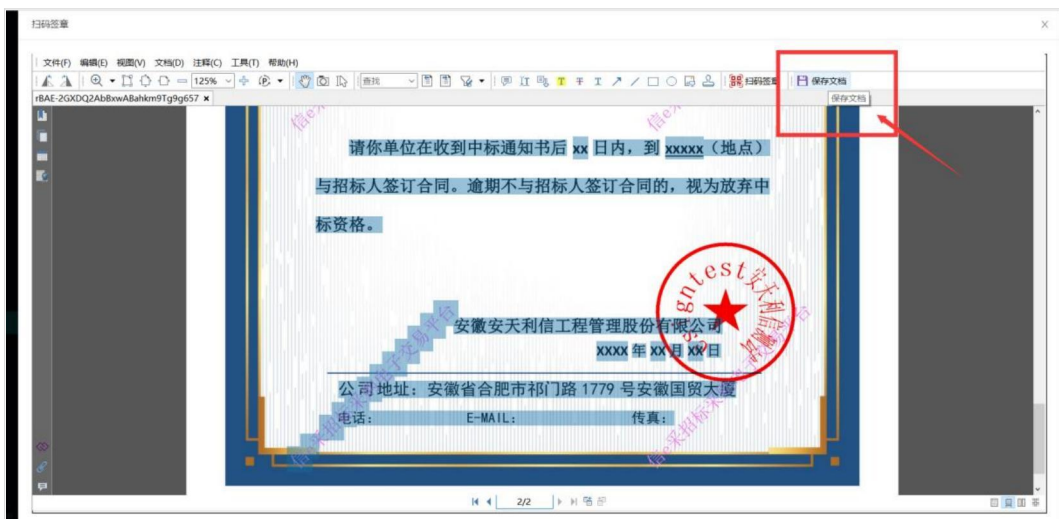 扫码签章
文件(F) 编辑(E) 视图(V) 文档(D) 注释(C) 工具(T) 帮助(H)
125% 查找 扫码签章 保存文档
rBAE-2GXDQ2AbBxwABahkm9Tg9g657
保存文档
请你单位在收到中标通知书后 xx 日内，到 xxxxx（地点）
与招标人签订合同。逾期不与招标人签订合同的，视为放弃中
标资格。
安徽安天利信工程管理股份有限公司
xxxx 年 xx 月 xx 日
公司地址：安徽省合肥市祁门路 1779 号安徽国贸大厦
电话： E-MAIL： 传真：
2/2